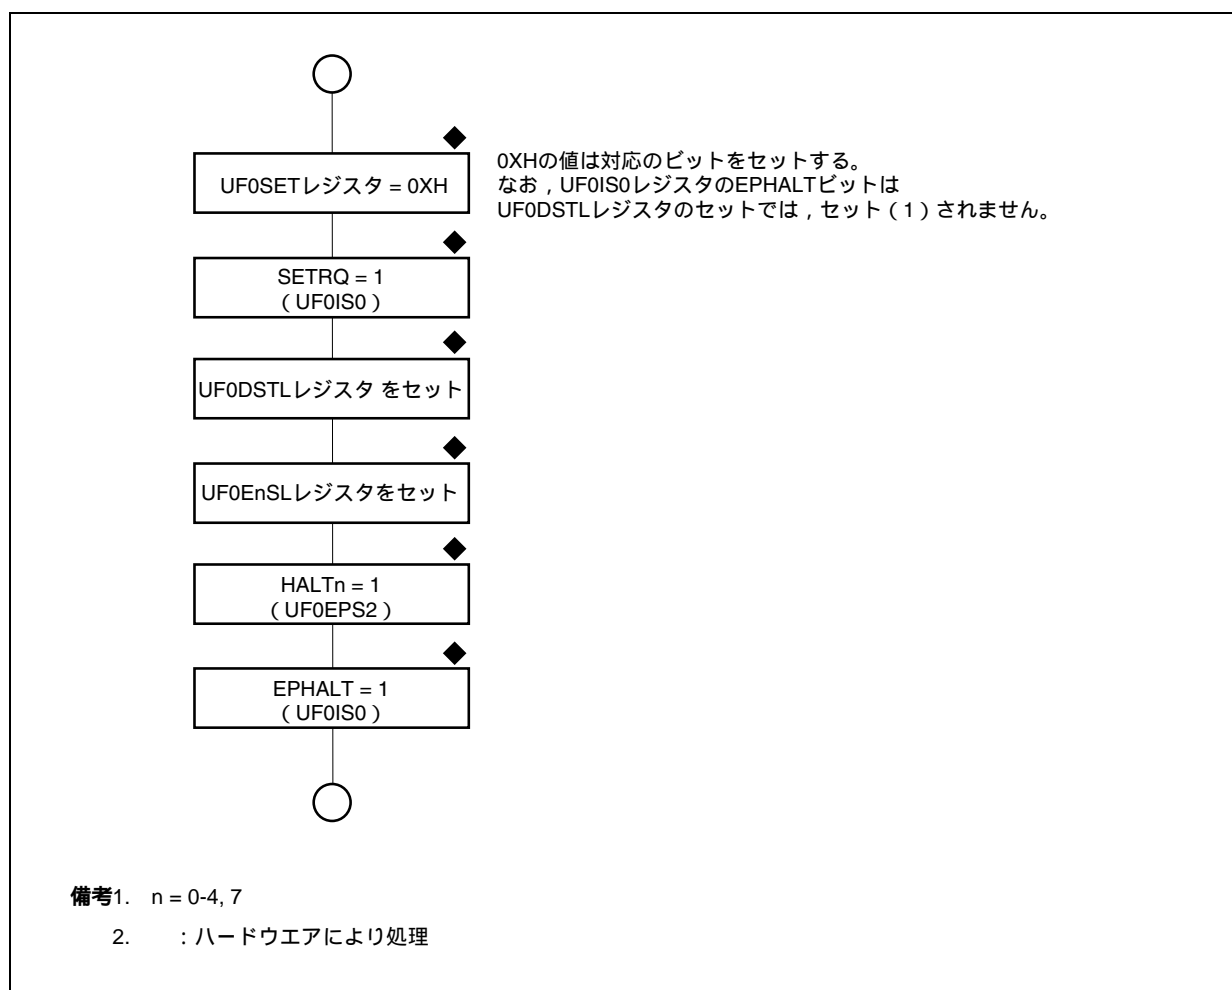 UF0SETレジスタ = 0XH
0XHの値は対応のビットをセットする。
なお，UF0IS0レジスタのEPHALTビットは
UF0DSTLレジスタのセットでは，セット（1）されません。
SETRQ = 1
（UF0IS0）
UF0DSTLレジスタ をセット
UF0EnSLレジスタをセット
HALTn = 1
（UF0EPS2）
EPHALT = 1
（UF0IS0）
備考1. n = 0-4, 7
2. ：ハードウエアにより処理